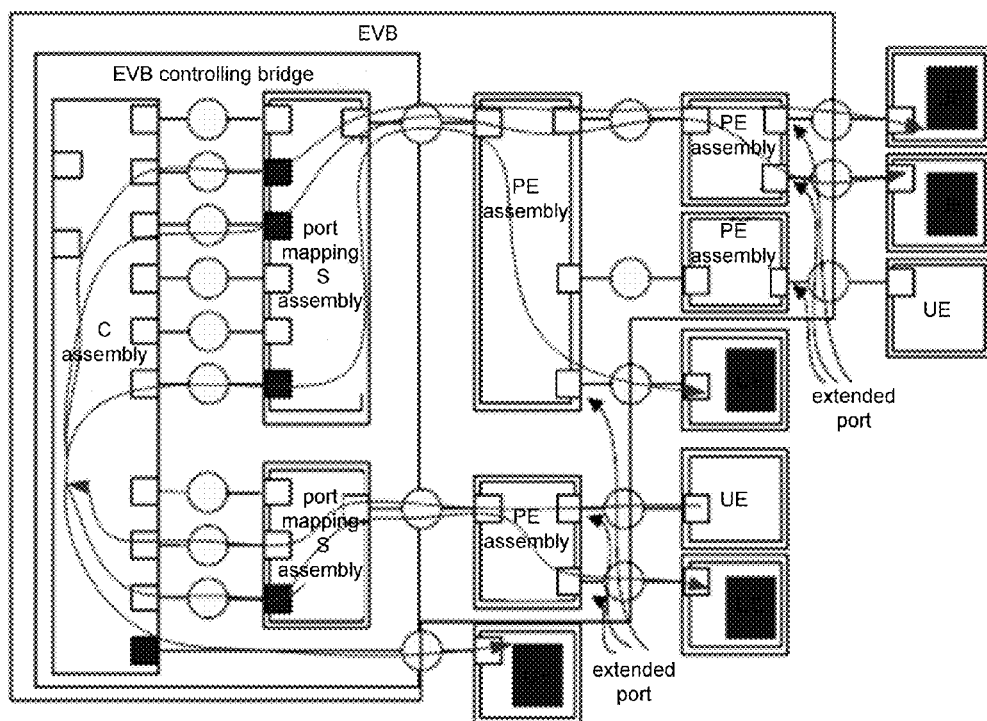 EVB
EVB controlling bridge
PE
assembly
PE
assembly
port
mapping
S
assembly
PE
assembly
C
assembly
UE
extended
port
port
mapping
S
assembly
PE
assembly
UE
extended
port